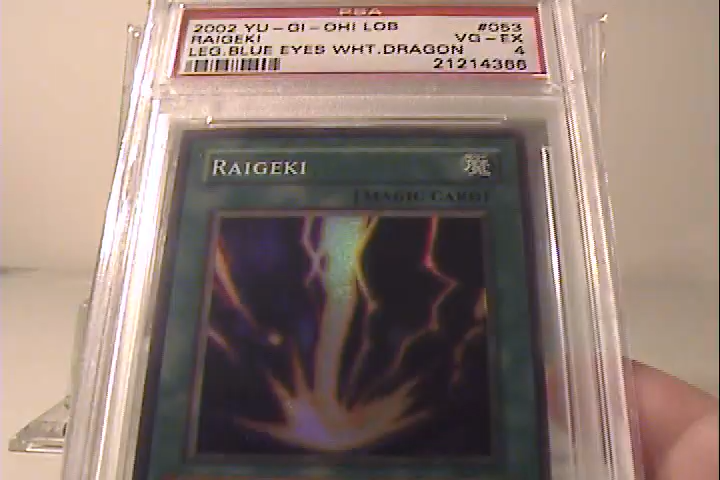 PSA
2002 YU-GI-OH! LOB #053
RAIGEKI VG-EX
LEG.BLUE EYES WHT.DRAGON 4
21214366
RAIGEKI 魔
[MAGIC CARD]